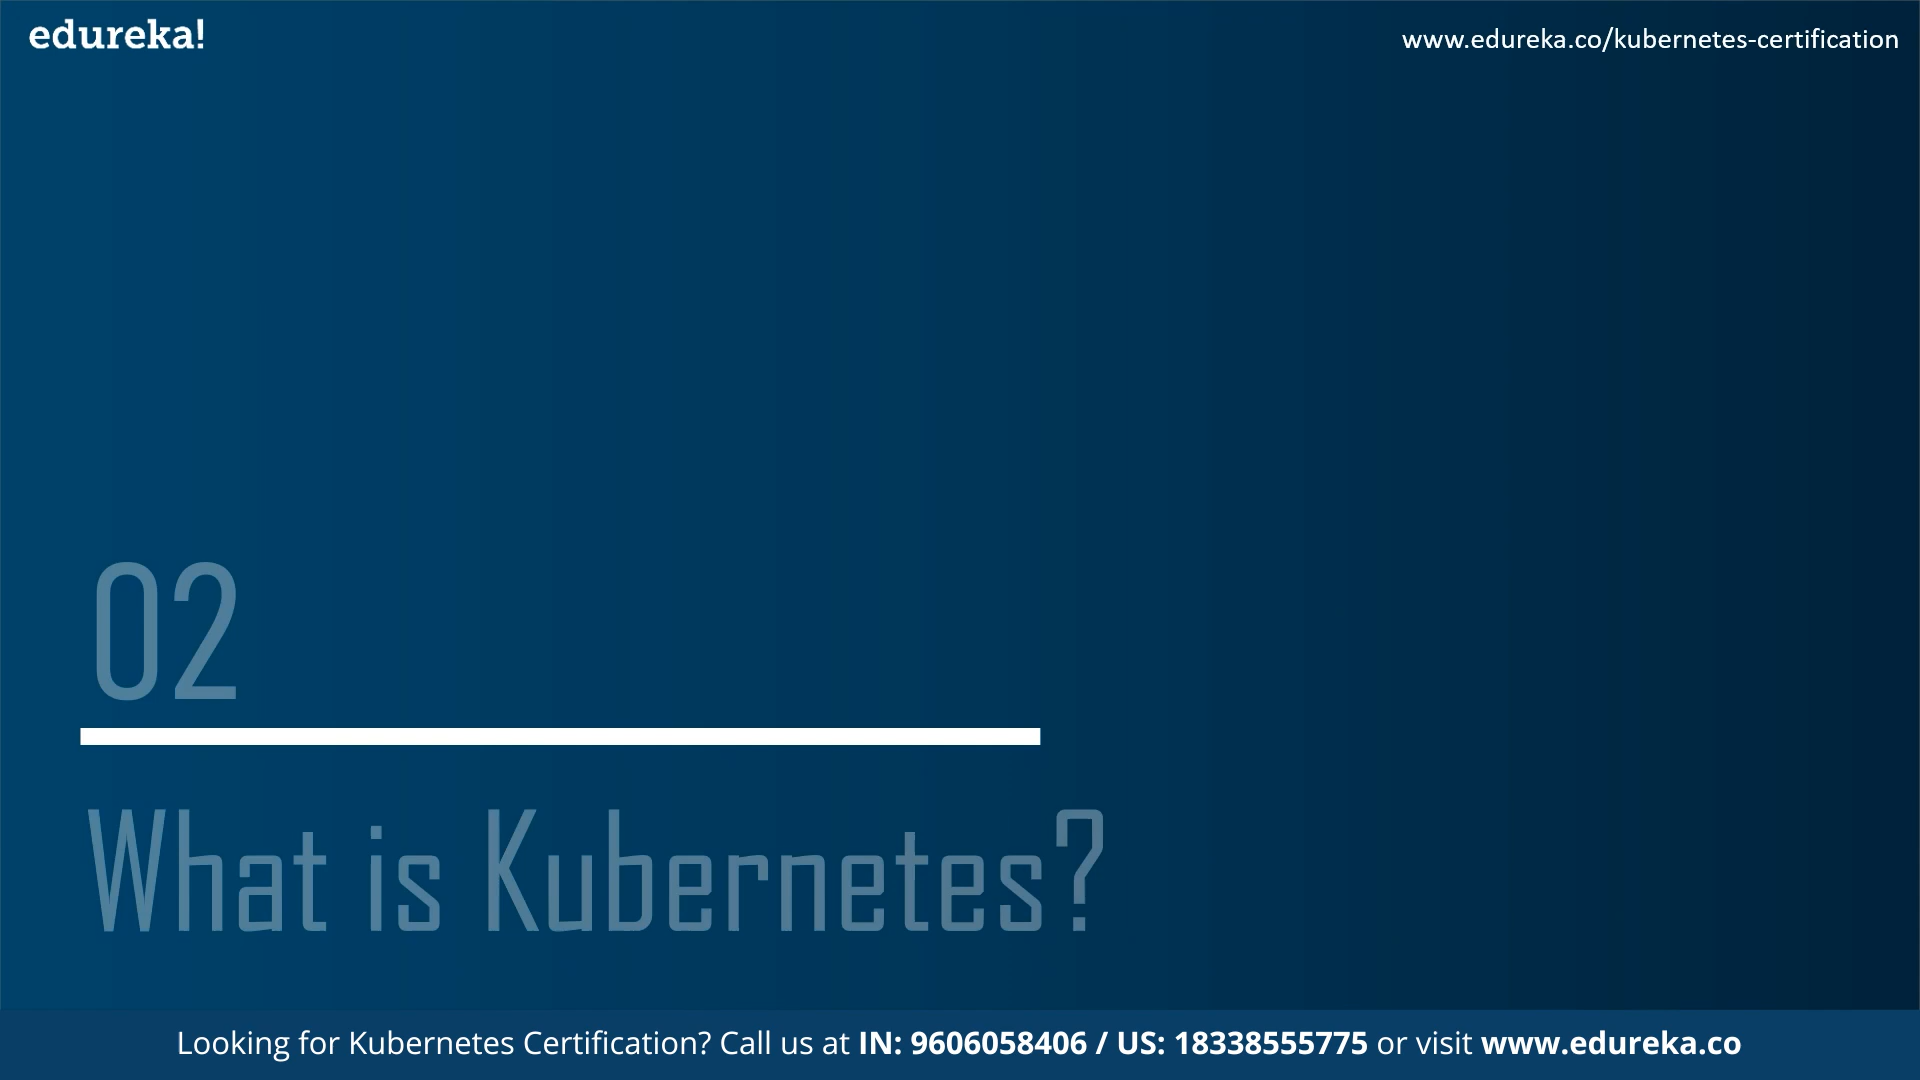 edureka!
www.edureka.co/kubernetes-certification
02
What is Kubernetes?
Looking for Kubernetes Certification? Call us at IN: 9606058406 / US: 18338555775 or visit www.edureka.co